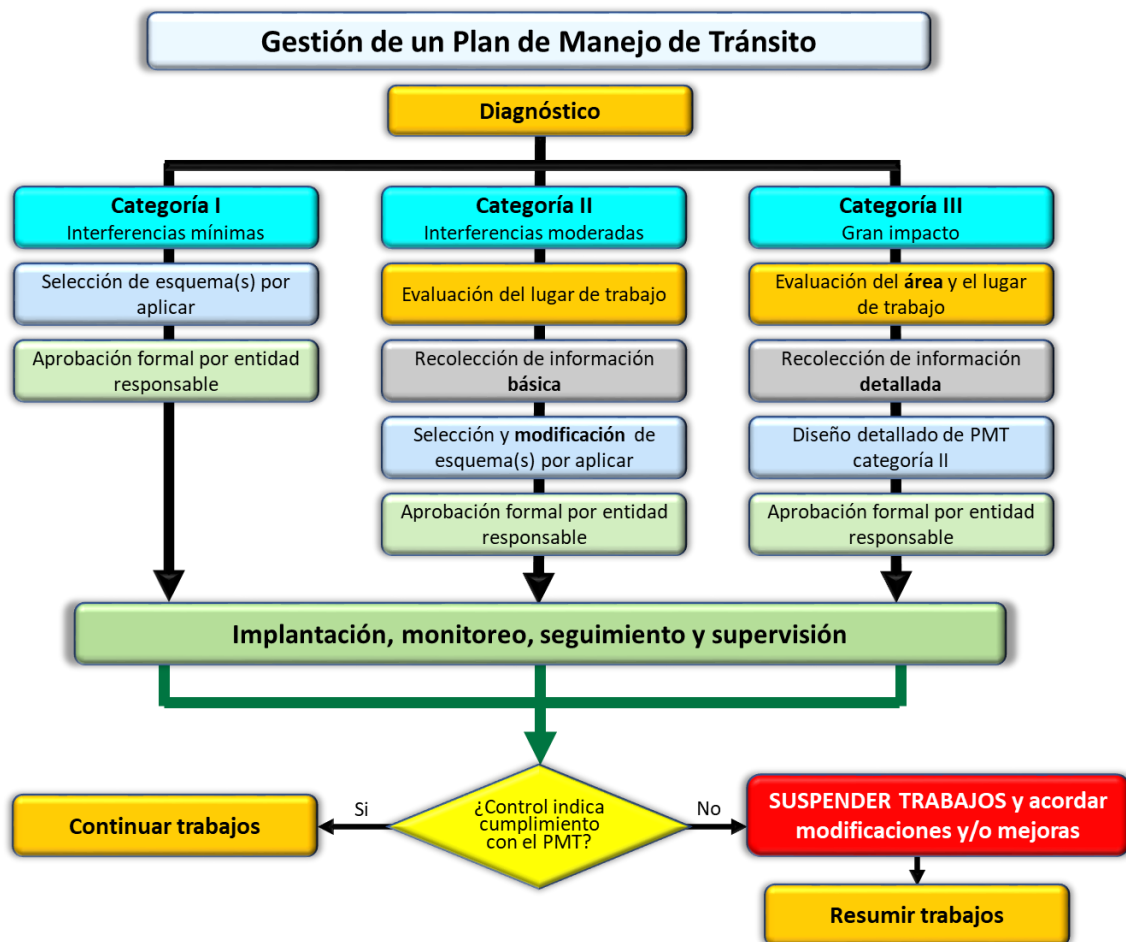 Gestión de un Plan de Manejo de Tránsito
Diagnóstico
Categoría I
Interferencias mínimas
Selección de esquema(s) por
aplicar
Aprobación formal por entidad
responsable
Categoría II
Interferencias moderadas
Evaluación del lugar de trabajo
Recolección de información
básica
Selección y modificación de
esquema(s) por aplicar
Aprobación formal por entidad
responsable
Categoría III
Gran impacto
Evaluación del área y el lugar
de trabajo
Recolección de información
detallada
Diseño detallado de PMT
categoría II
Aprobación formal por entidad
responsable
Implantación, monitoreo, seguimiento y supervisión
¿Control indica
cumplimiento
con el PMT?
Si
Continuar trabajos
No
SUSPENDER TRABAJOS y acordar
modificaciones y/o mejoras
Resumir trabajos